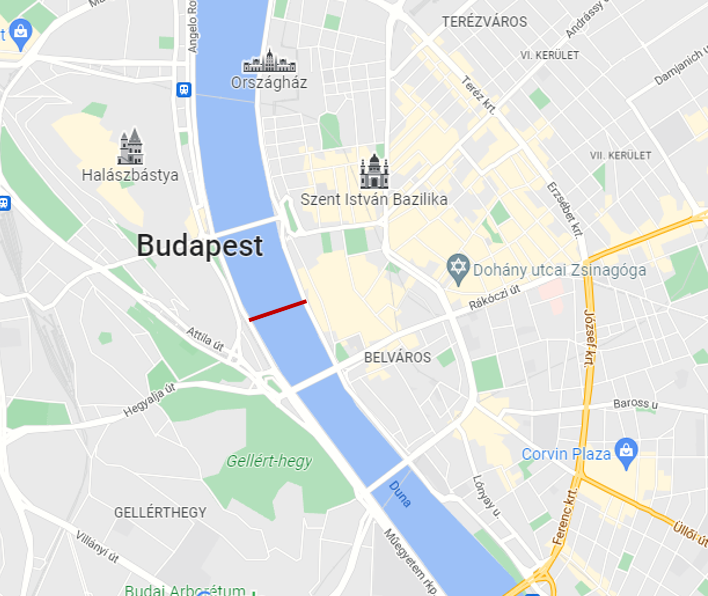 TERÉZVÁROS
Andrássy
VI. KERÜLET
Damjanich u
Angelo Ro
Országház
Teréz krt.
Halászbástya
VII. KERÜLET
Szent István Bazilika
Erzsébet krt.
Budapest
Dohány utcai Zsinagóga
Rákóczi út
Attila út
BELVÁROS
József krt.
Hegyalja út
Baross u
Corvin Plaza
Gellért-hegy
Duna
Lónyay u.
GELLÉRTHEGY
Ferenc krt.
Üllői út
Villányi út
Műegyetem rkp.
Budai Arborétum